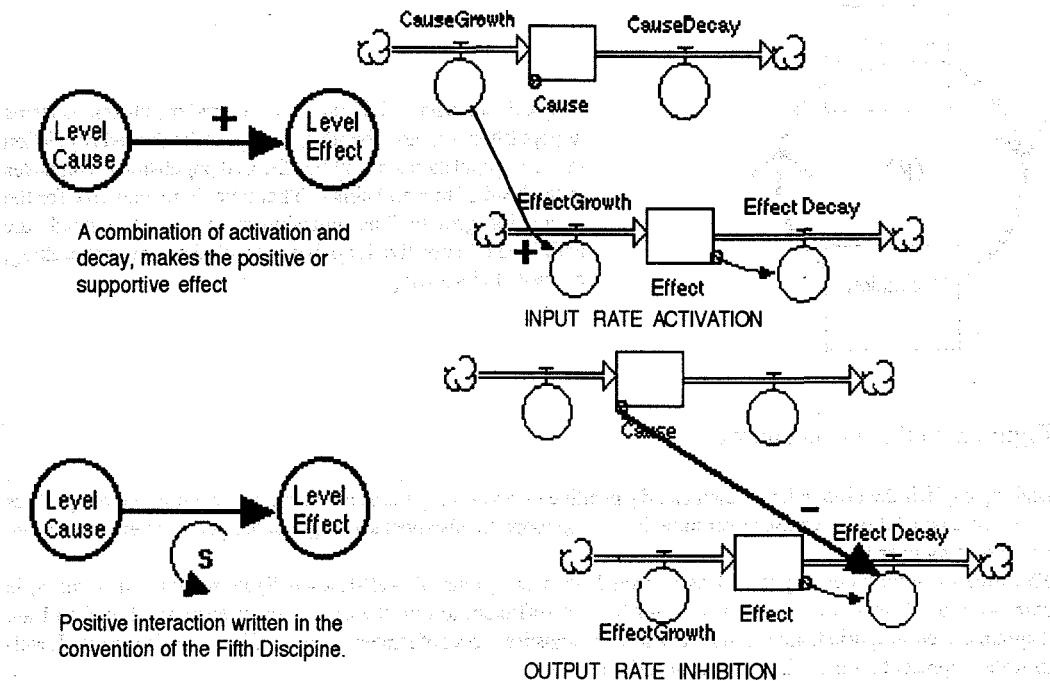 CauseGrowth
CauseDecay
Cause
+
Level
Cause
Level
Effect
EffectGrowth
Effect Decay
+
Effect
A combination of activation and
decay, makes the positive or
supportive effect
INPUT RATE ACTIVATION
Cause
-
Level
Cause
Level
Effect
S
Effect Decay
Effect
EffectGrowth
Positive interaction written in the
convention of the Fifth Discipine.
OUTPUT RATE INHIBITION